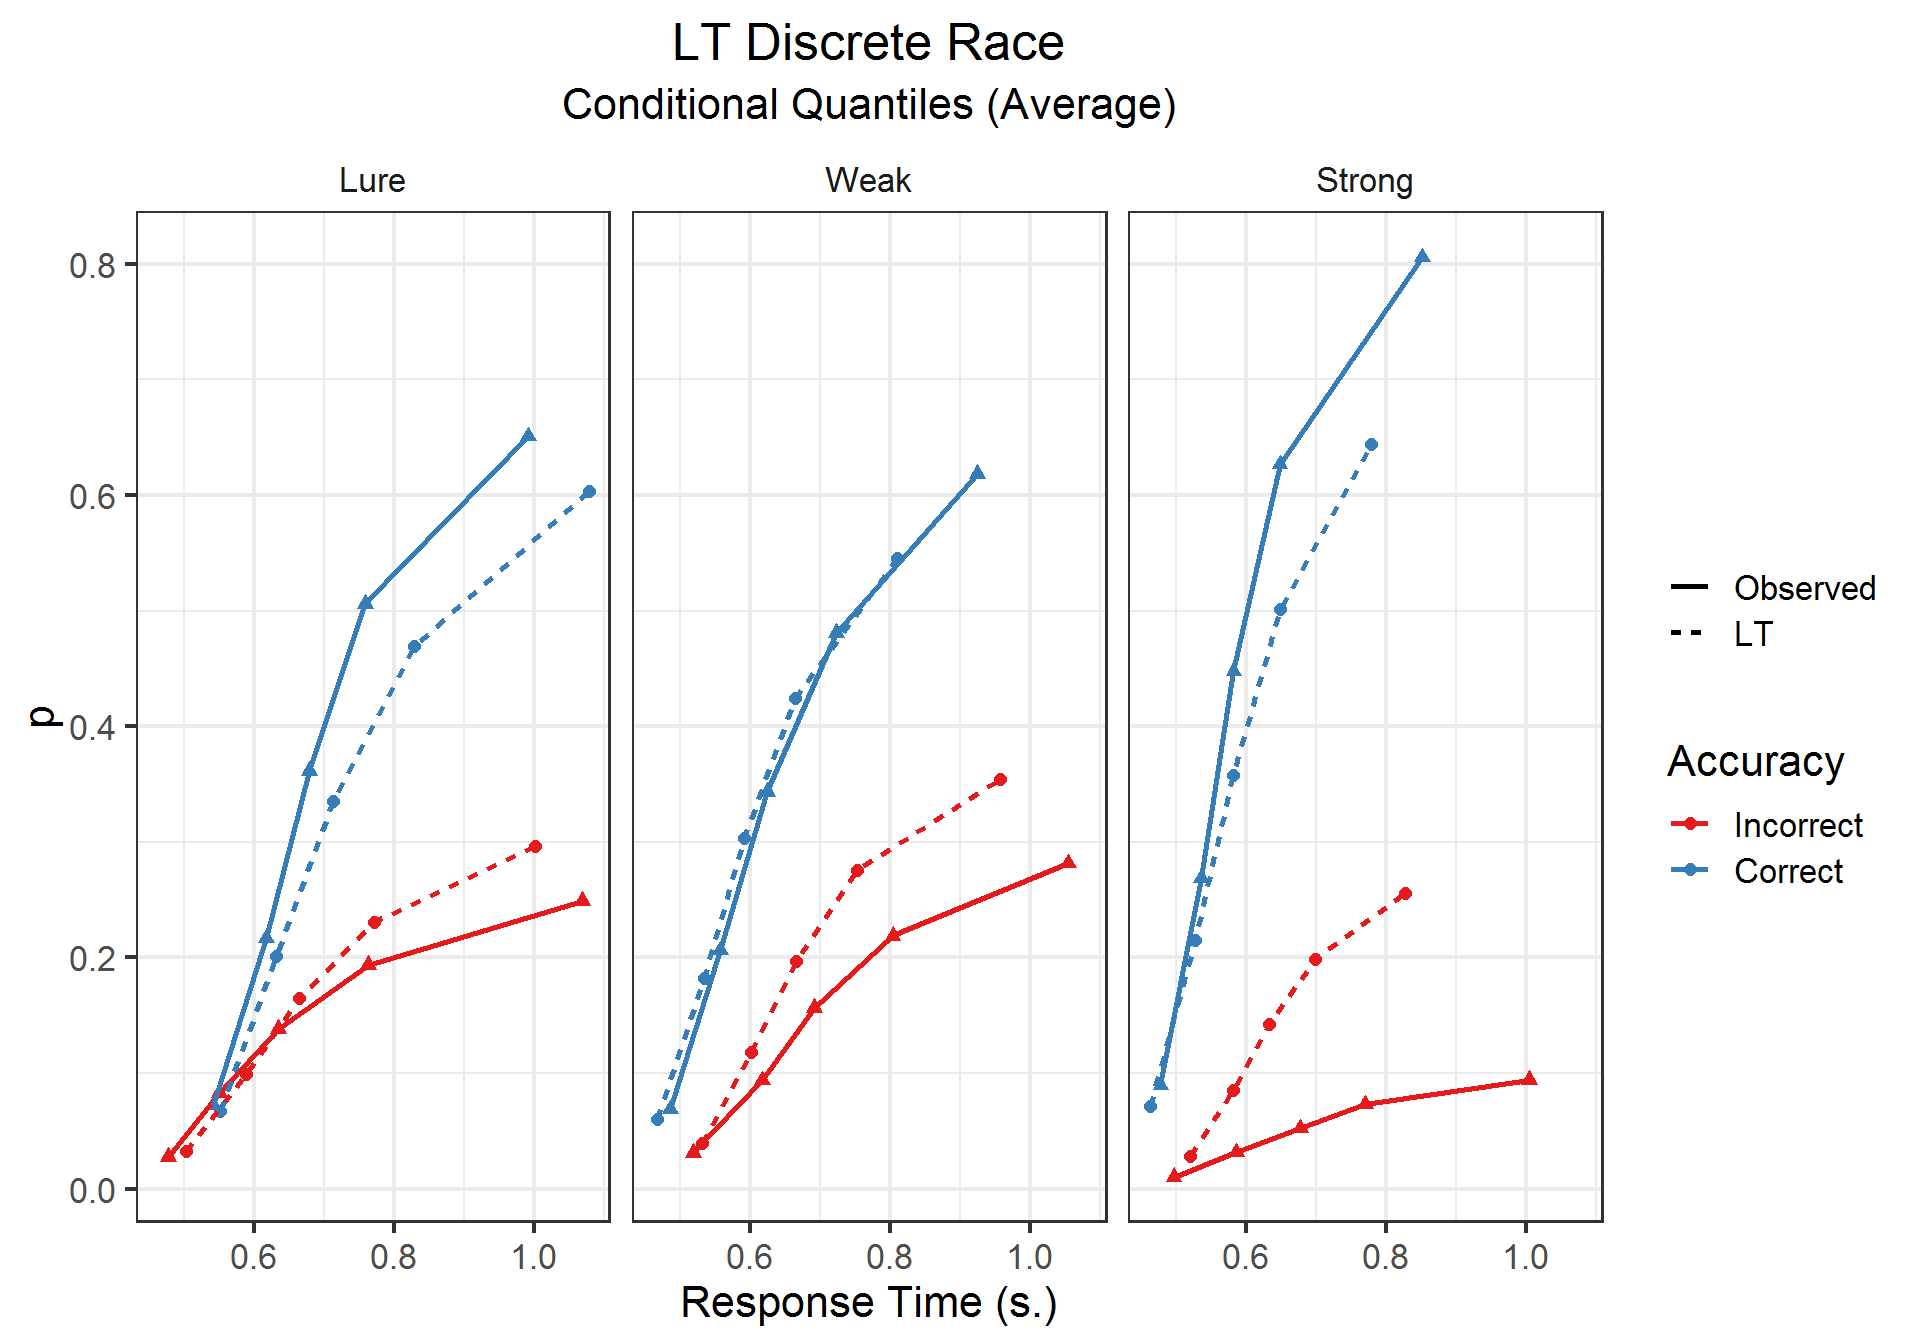 LT Discrete Race
Conditional Quantiles (Average)
Lure
Weak
Strong
0.8
0.6
0.4
0.2
0.0
p
0.6 0.8 1.0
0.6 0.8 1.0
0.6 0.8 1.0
Response Time (s.)
Observed
LT
Accuracy
Incorrect
Correct